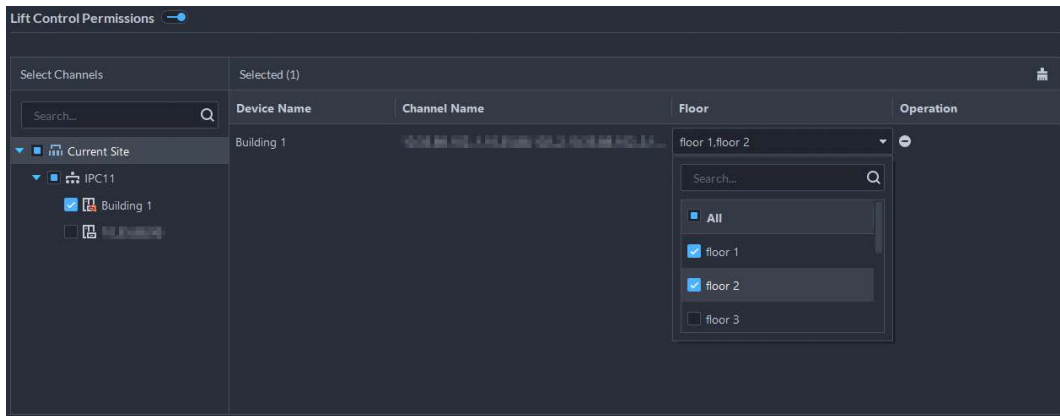 Lift Control Permissions
Select Channels
Selected (1)
Search...
Device Name
Channel Name
Floor
Operation
Current Site
IPC11
Building 1
Building 1
floor 1,floor 2
Search...
All
floor 1
floor 2
floor 3